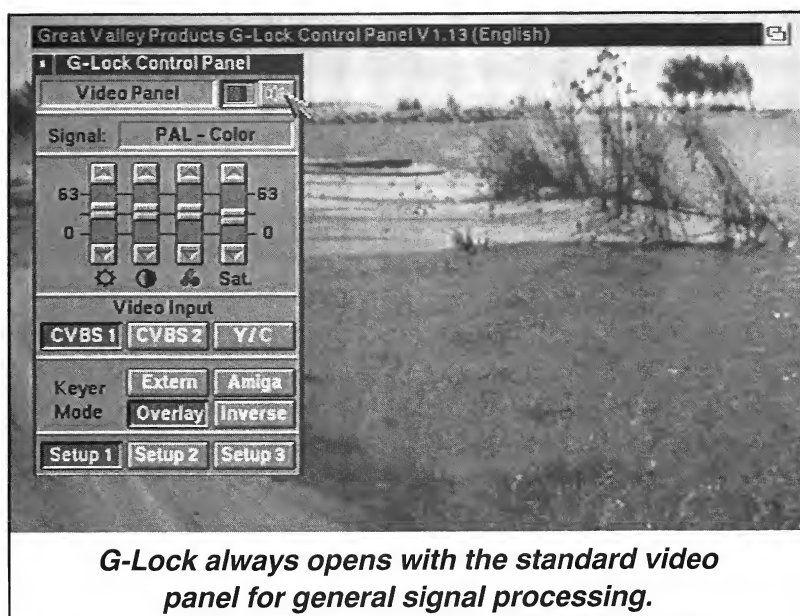 Great Valley Products G-Lock Control Panel V1.13 (English)
G-Lock Control Panel
Video Panel
Signal: PAL - Color
63 63
0 0
Sat.
Video Input
CVBS 1 CVBS 2 Y/C
Keyer Mode
Extern Amiga
Overlay Inverse
Setup 1 Setup 2 Setup 3
G-Lock always opens with the standard video
panel for general signal processing.